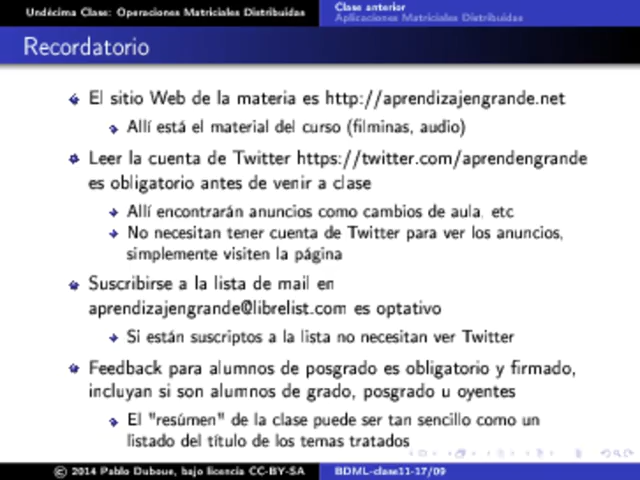 Undécima Clase: Operaciones Matriciales Distribuidas
Clase anterior
Aplicaciones Matriciales Distribuidas
Recordatorio
El sitio Web de la materia es http://aprendizajengrande.net
Allí está el material del curso (filminas, audio)
Leer la cuenta de Twitter https://twitter.com/aprendengrande
es obligatorio antes de venir a clase
Allí encontrarán anuncios como cambios de aula, etc
No necesitan tener cuenta de Twitter para ver los anuncios,
simplemente visiten la página
Suscribirse a la lista de mail en
aprendizajengrande@librelist.com es optativo
Si están suscriptos a la lista no necesitan ver Twitter
Feedback para alumnos de posgrado es obligatorio y firmado,
incluyan si son alumnos de grado, posgrado u oyentes
El "resúmen" de la clase puede ser tan sencillo como un
listado del título de los temas tratados
© 2014 Pablo Duboue, bajo licencia CC-BY-SA
BDML-clase11-17/09